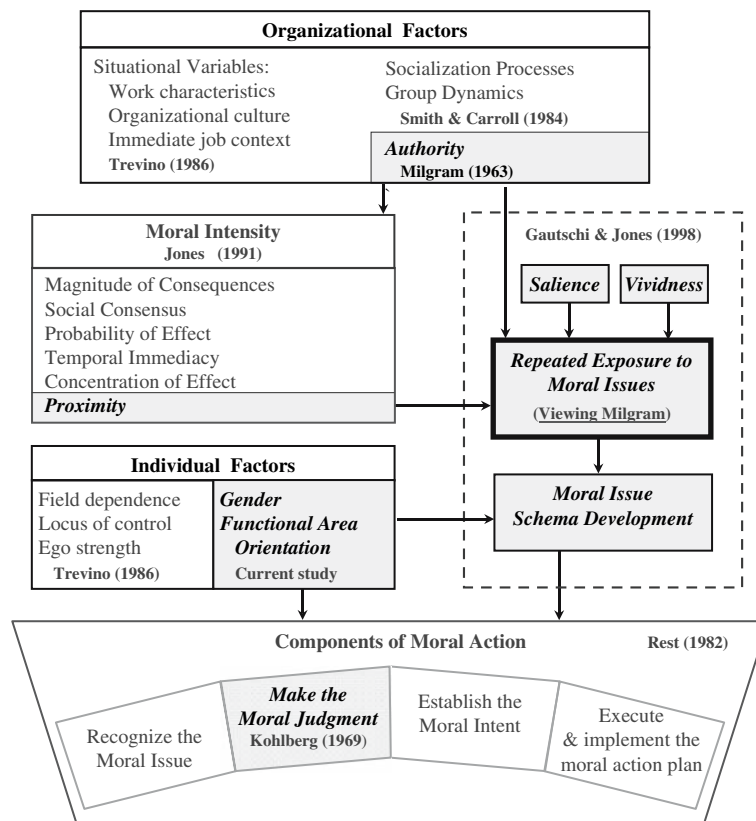 Organizational Factors
Situational Variables:
Work characteristics
Organizational culture
Immediate job context
Trevino (1986)
Socialization Processes
Group Dynamics
Smith & Carroll (1984)
Authority
Milgram (1963)
Moral Intensity
Jones (1991)
Magnitude of Consequences
Social Consensus
Probability of Effect
Temporal Immediacy
Concentration of Effect
Proximity
Gautschi & Jones (1998)
Salience
Vividness
Repeated Exposure to
Moral Issues
(Viewing Milgram)
Individual Factors
Field dependence
Locus of control
Ego strength
Trevino (1986)
Gender
Functional Area
Orientation
Current study
Moral Issue
Schema Development
Components of Moral Action
Rest (1982)
Recognize the
Moral Issue
Make the
Moral Judgment
Kohlberg (1969)
Establish the
Moral Intent
Execute
& implement the
moral action plan